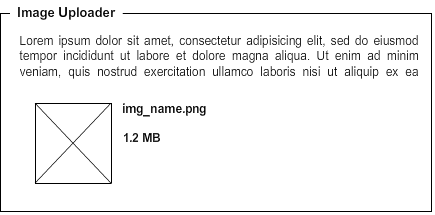 Image Uploader
Lorem ipsum dolor sit amet, consectetur adipisicing elit, sed do eiusmod
tempor incididunt ut labore et dolore magna aliqua. Ut enim ad minim
veniam, quis nostrud exercitation ullamco laboris nisi ut aliquip ex ea
img_name.png
1.2 MB